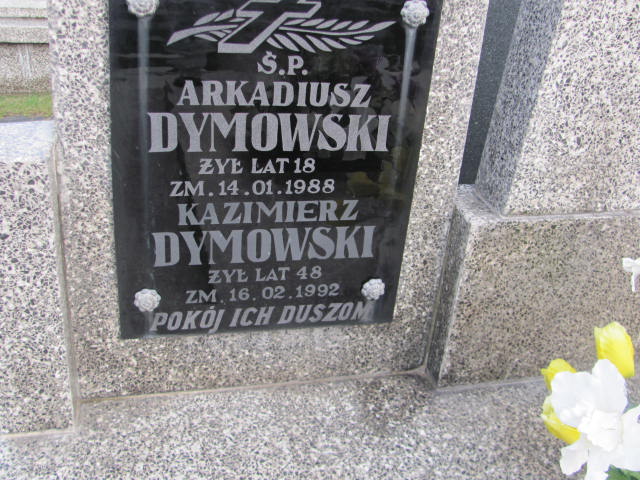 Ś.P.
ARKADIUSZ
DYMOWSKI
ŻYŁ LAT 18
ZM. 14.01.1988
KAZIMIERZ
DYMOWSKI
ŻYŁ LAT 48
ZM. 16.02.1992
POKÓJ ICH DUSZOM